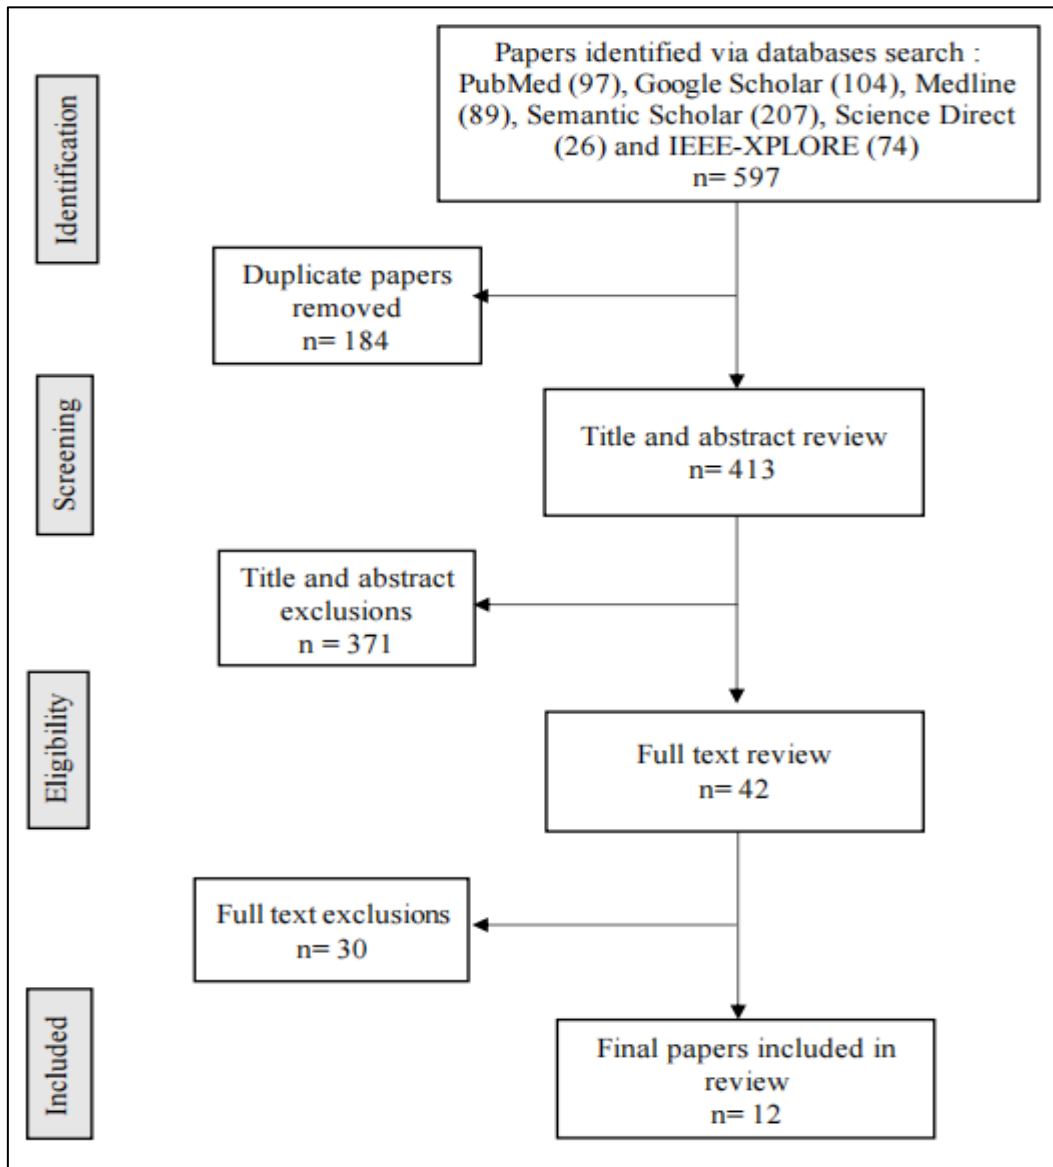 Identification
Papers identified via databases search :
PubMed (97), Google Scholar (104), Medline
(89), Semantic Scholar (207), Science Direct
(26) and IEEE-XPLORE (74)
n= 597
Duplicate papers
removed
n= 184
Screening
Title and abstract review
n= 413
Title and abstract
exclusions
n = 371
Eligibility
Full text review
n= 42
Full text exclusions
n= 30
Included
Final papers included in
review
n= 12